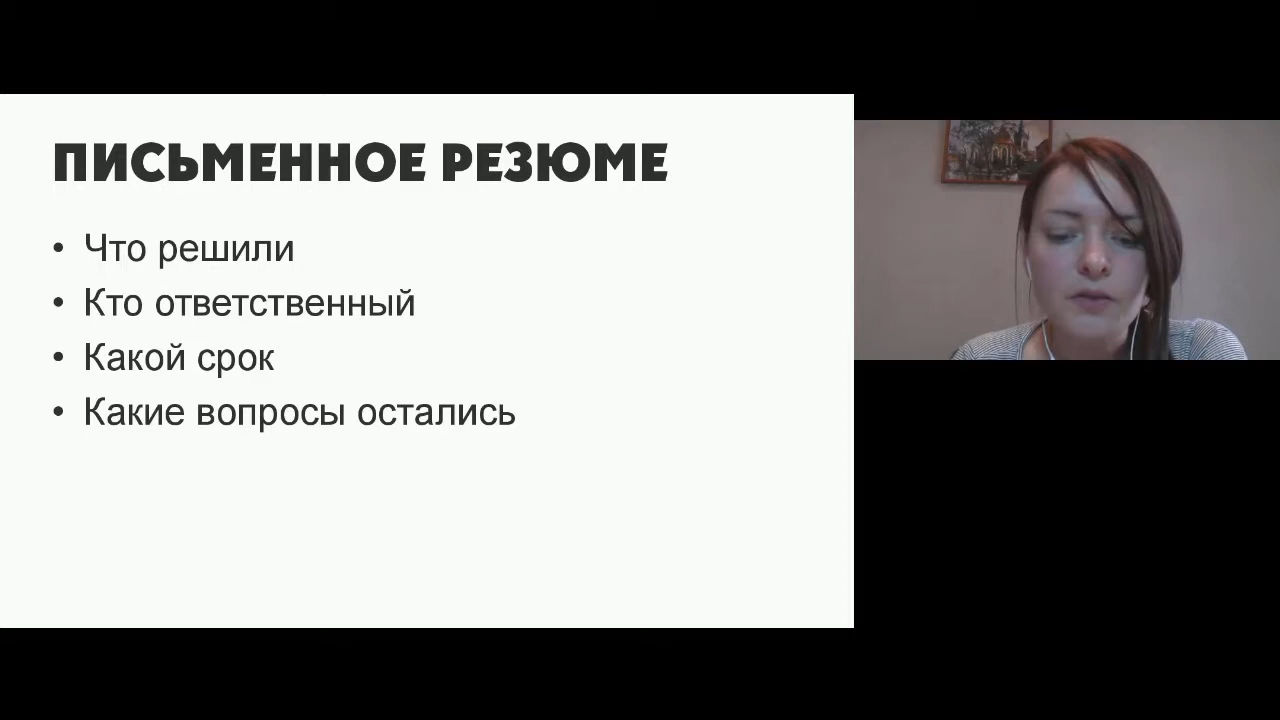 ПИСЬМЕННОЕ РЕЗЮМЕ
• Что решили
• Кто ответственный
• Какой срок
• Какие вопросы остались